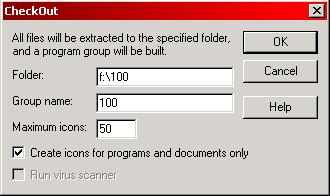 CheckOut
All files will be extracted to the specified folder,
and a program group will be built.
OK
Folder: f:\100
Cancel
Group name: 100
Help
Maximum icons: 50
Create icons for programs and documents only
Run virus scanner